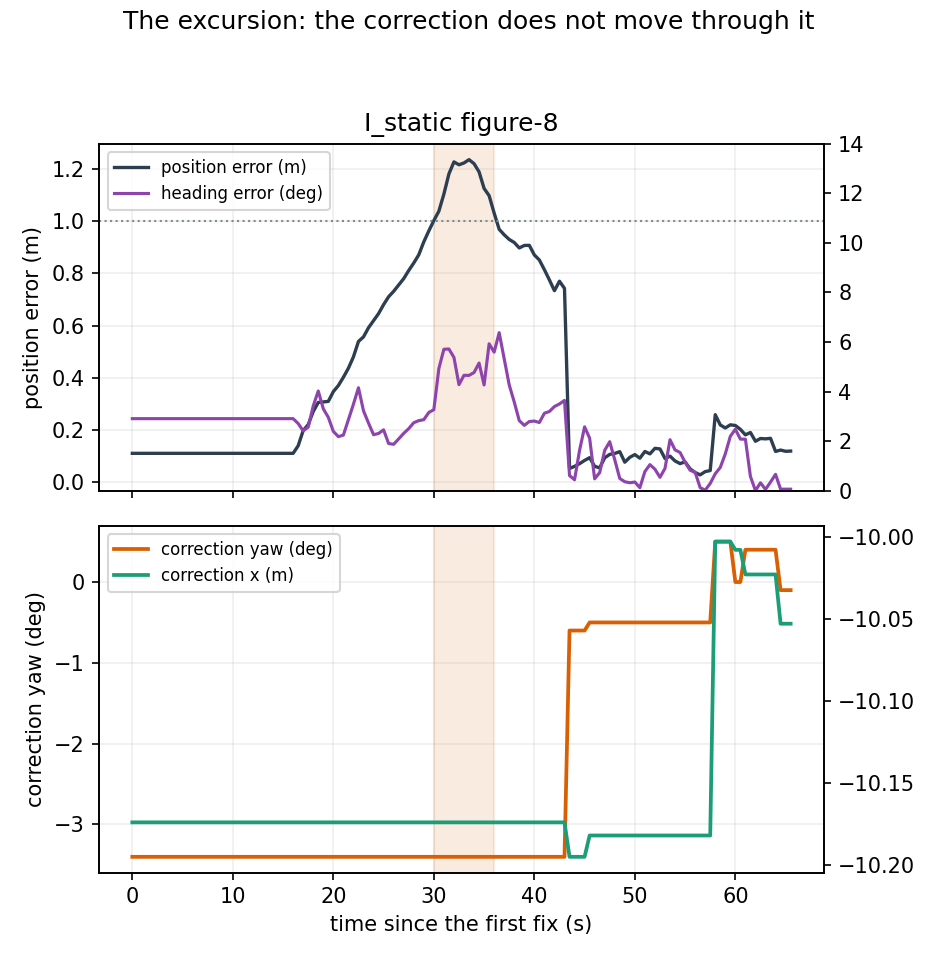 The excursion: the correction does not move through it
I_static figure-8
position error (m)
heading error (deg)
position error (m)
1.2
1.0
0.8
0.6
0.4
0.2
0.0
14
12
10
8
6
4
2
0
correction yaw (deg)
correction x (m)
correction yaw (deg)
0
−1
−2
−3
−10.00
−10.05
−10.10
−10.15
−10.20
0 10 20 30 40 50 60
time since the first fix (s)